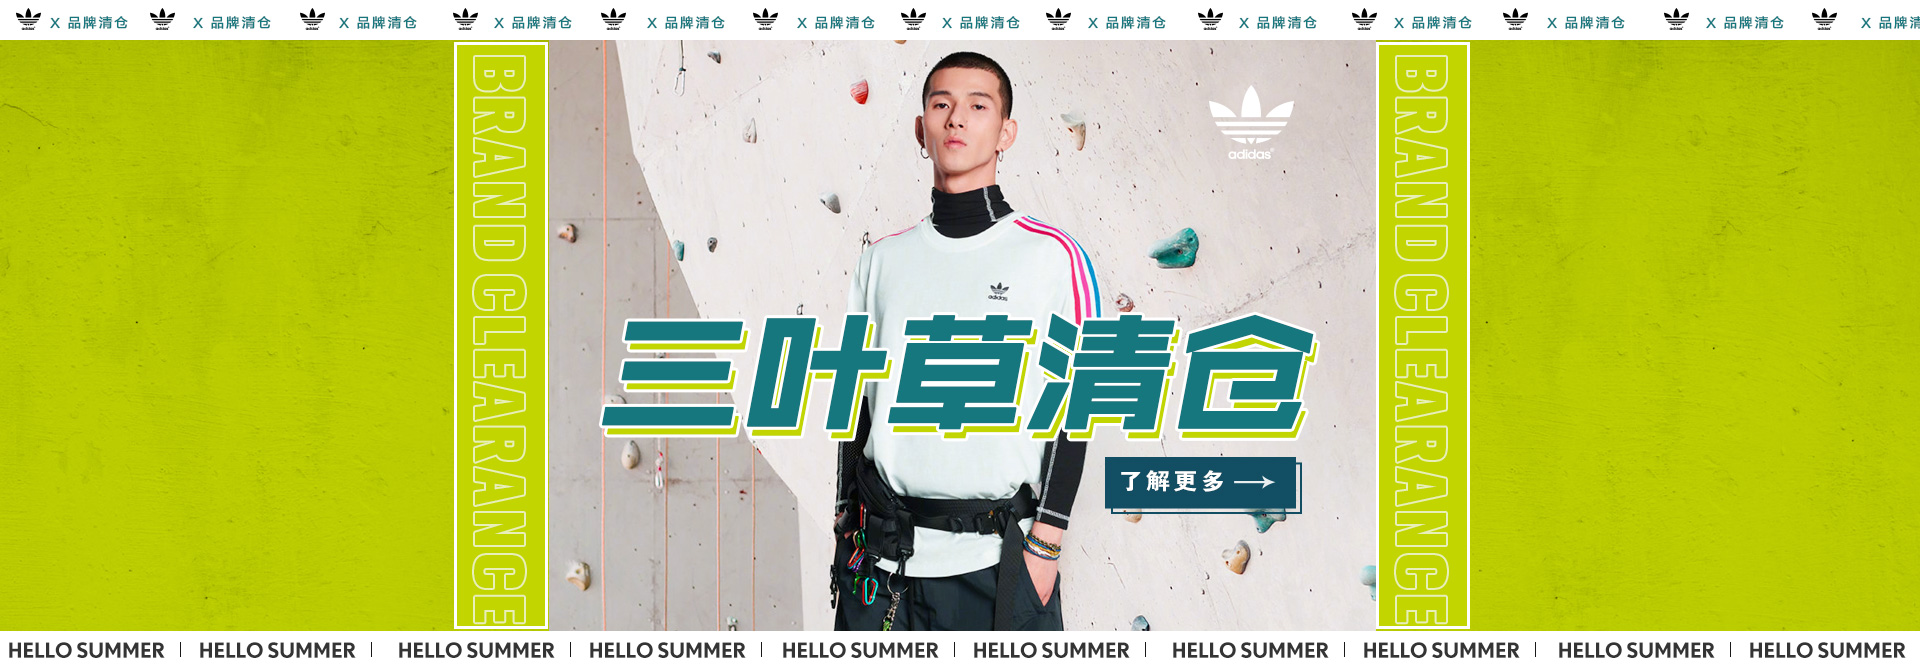 X 品牌清仓 X 品牌清仓 X 品牌清仓 X 品牌清仓 X 品牌清仓 X 品牌清仓 X 品牌清仓 X 品牌清仓 X 品牌清仓 X 品牌清仓 X 品牌清仓 X 品牌清仓 X 品牌清
BRAND CLEARANCE
adidas
adidas
三叶草清仓
了解更多
BRAND CLEARANCE
HELLO SUMMER | HELLO SUMMER | HELLO SUMMER | HELLO SUMMER | HELLO SUMMER | HELLO SUMMER | HELLO SUMMER | HELLO SUMMER | HELLO SUMMER | HELLO SUMMER